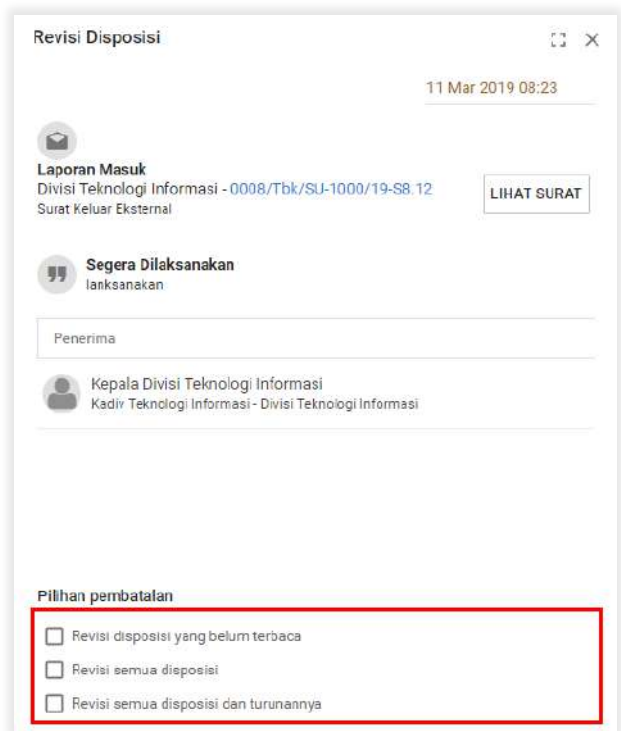 Revisi Disposisi
11 Mar 2019 08:23
Laporan Masuk
Divisi Teknologi Informasi - 0008/Tbk/SU-1000/19-S8.12
Surat Keluar Eksternal
LIHAT SURAT
Segera Dilaksanakan
lanksanakan
Penerima
Kepala Divisi Teknologi Informasi
Kadiv Teknologi Informasi - Divisi Teknologi Informasi
Pilihan pembatalan
Revisi disposisi yang belum terbaca
Revisi semua disposisi
Revisi semua disposisi dan turunannya